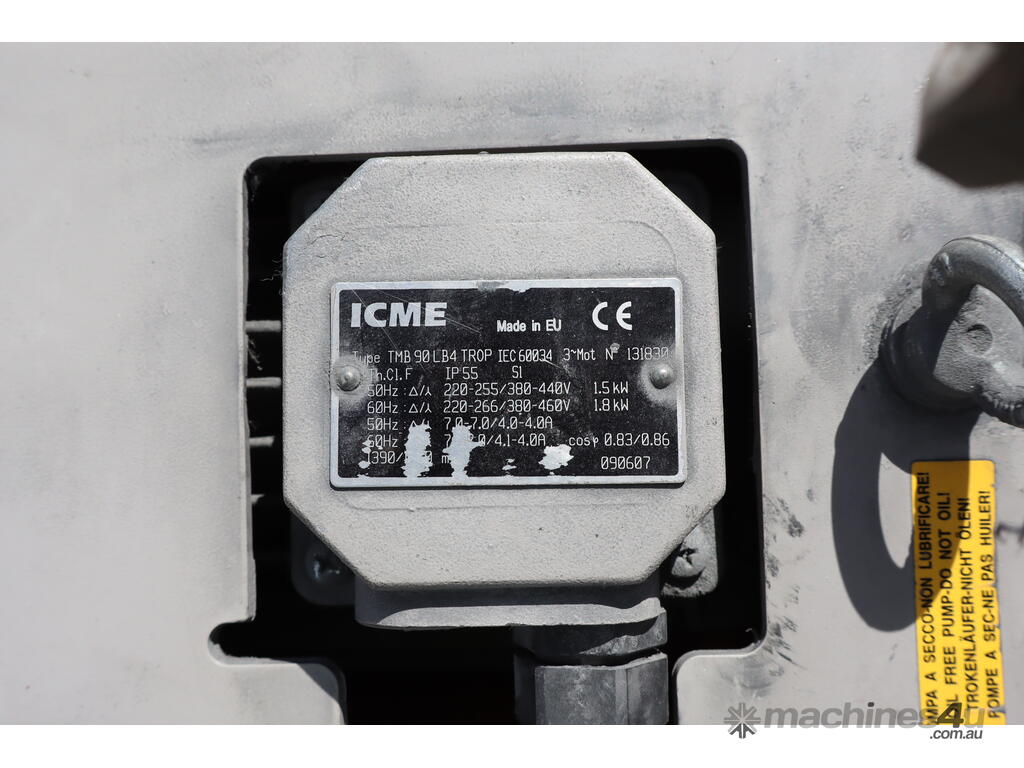 ICME Made in EU CE
Type TMB 90 LB4 TROP IEC 60034 3~Mot N° 131830
Th.Cl.F IP 55 S1
50Hz : Δ/⅄ 220-255/380-440V 1.5 kW
60Hz : Δ/⅄ 220-266/380-460V 1.8 kW
50Hz : Δ/⅄ 7.0-7.0/4.0-4.0A
60Hz /4.1-4.0A cosφ 0.83/0.86
1390/ 090607
MPA A SECCO-NON LUBRIFICARE!
IL FREE PUMP-DO NOT OIL!
TROKENLÄUFER-NICHT ÖLEN!
POMPE A SEC-NE PAS HUILER!
machines4u
.com.au